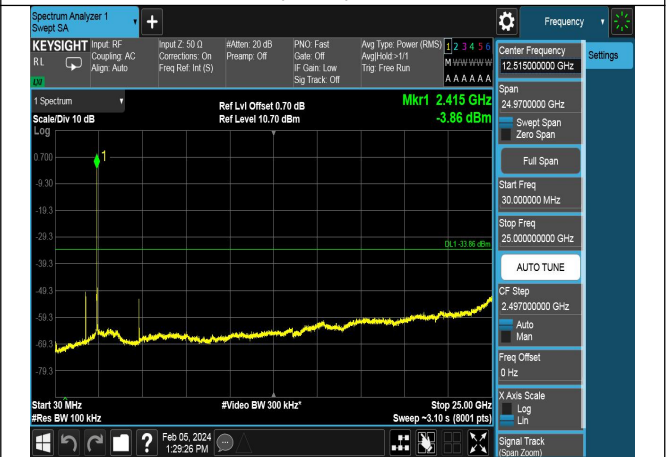 Spectrum Analyzer 1
Swept SA
+
Frequency
KEYSIGHT
RL
Input: RF
Coupling: AC
Align: Auto
Input Z: 50 Ω
Corrections: On
Freq Ref: Int (S)
#Atten: 20 dB
Preamp: Off
PNO: Fast
Gate: Off
IF Gain: Low
Sig Track: Off
Avg Type: Power (RMS)
Avg|Hold:>1/1
Trig: Free Run
1 2 3 4 5 6
M W W W W W
A A A A A A
1 Spectrum
Scale/Div 10 dB
Log
Ref Lvl Offset 0.70 dB
Ref Level 10.70 dBm
Mkr1 2.415 GHz
-3.86 dBm
0.700
-9.30
-19.3
-29.3
-39.3
-49.3
-59.3
-69.3
-79.3
1
DL1 -33.86 dBm
Start 30 MHz
#Res BW 100 kHz
#Video BW 300 kHz*
Stop 25.00 GHz
Sweep ~3.10 s (8001 pts)
Feb 05, 2024
1:29:26 PM
Center Frequency
12.515000000 GHz
Settings
Span
24.9700000 GHz
Swept Span
Zero Span
Full Span
Start Freq
30.000000 MHz
Stop Freq
25.000000000 GHz
AUTO TUNE
CF Step
2.497000000 GHz
Auto
Man
Freq Offset
0 Hz
X Axis Scale
Log
Lin
Signal Track
(Span Zoom)